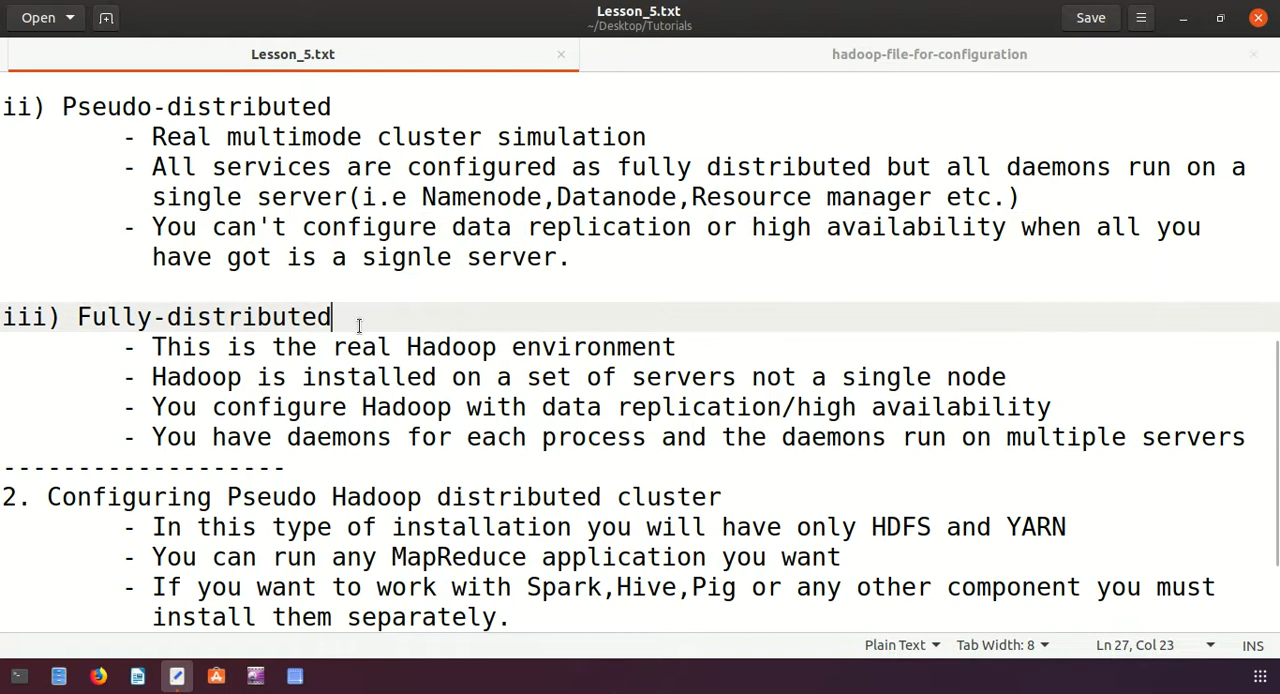 Open
Lesson_5.txt
~/Desktop/Tutorials
Save
Lesson_5.txt
hadoop-file-for-configuration
ii) Pseudo-distributed
- Real multimode cluster simulation
- All services are configured as fully distributed but all daemons run on a
single server(i.e Namenode,Datanode,Resource manager etc.)
- You can't configure data replication or high availability when all you
have got is a signle server.
iii) Fully-distributed
- This is the real Hadoop environment
- Hadoop is installed on a set of servers not a single node
- You configure Hadoop with data replication/high availability
- You have daemons for each process and the daemons run on multiple servers
-------------------
2. Configuring Pseudo Hadoop distributed cluster
- In this type of installation you will have only HDFS and YARN
- You can run any MapReduce application you want
- If you want to work with Spark,Hive,Pig or any other component you must
install them separately.
Plain Text Tab Width: 8 Ln 27, Col 23 INS